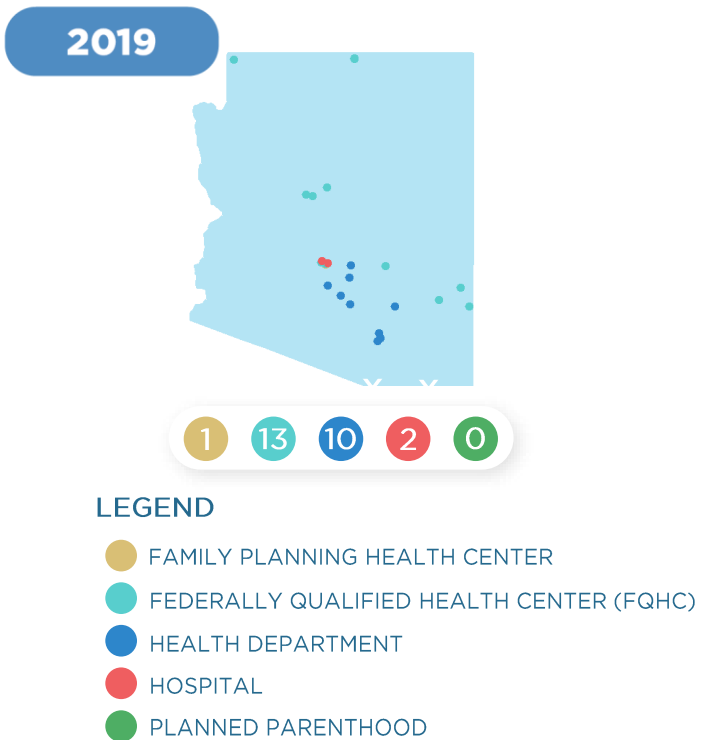 2019
X X
1 13 10 2 0
LEGEND
FAMILY PLANNING HEALTH CENTER
FEDERALLY QUALIFIED HEALTH CENTER (FQHC)
HEALTH DEPARTMENT
HOSPITAL
PLANNED PARENTHOOD